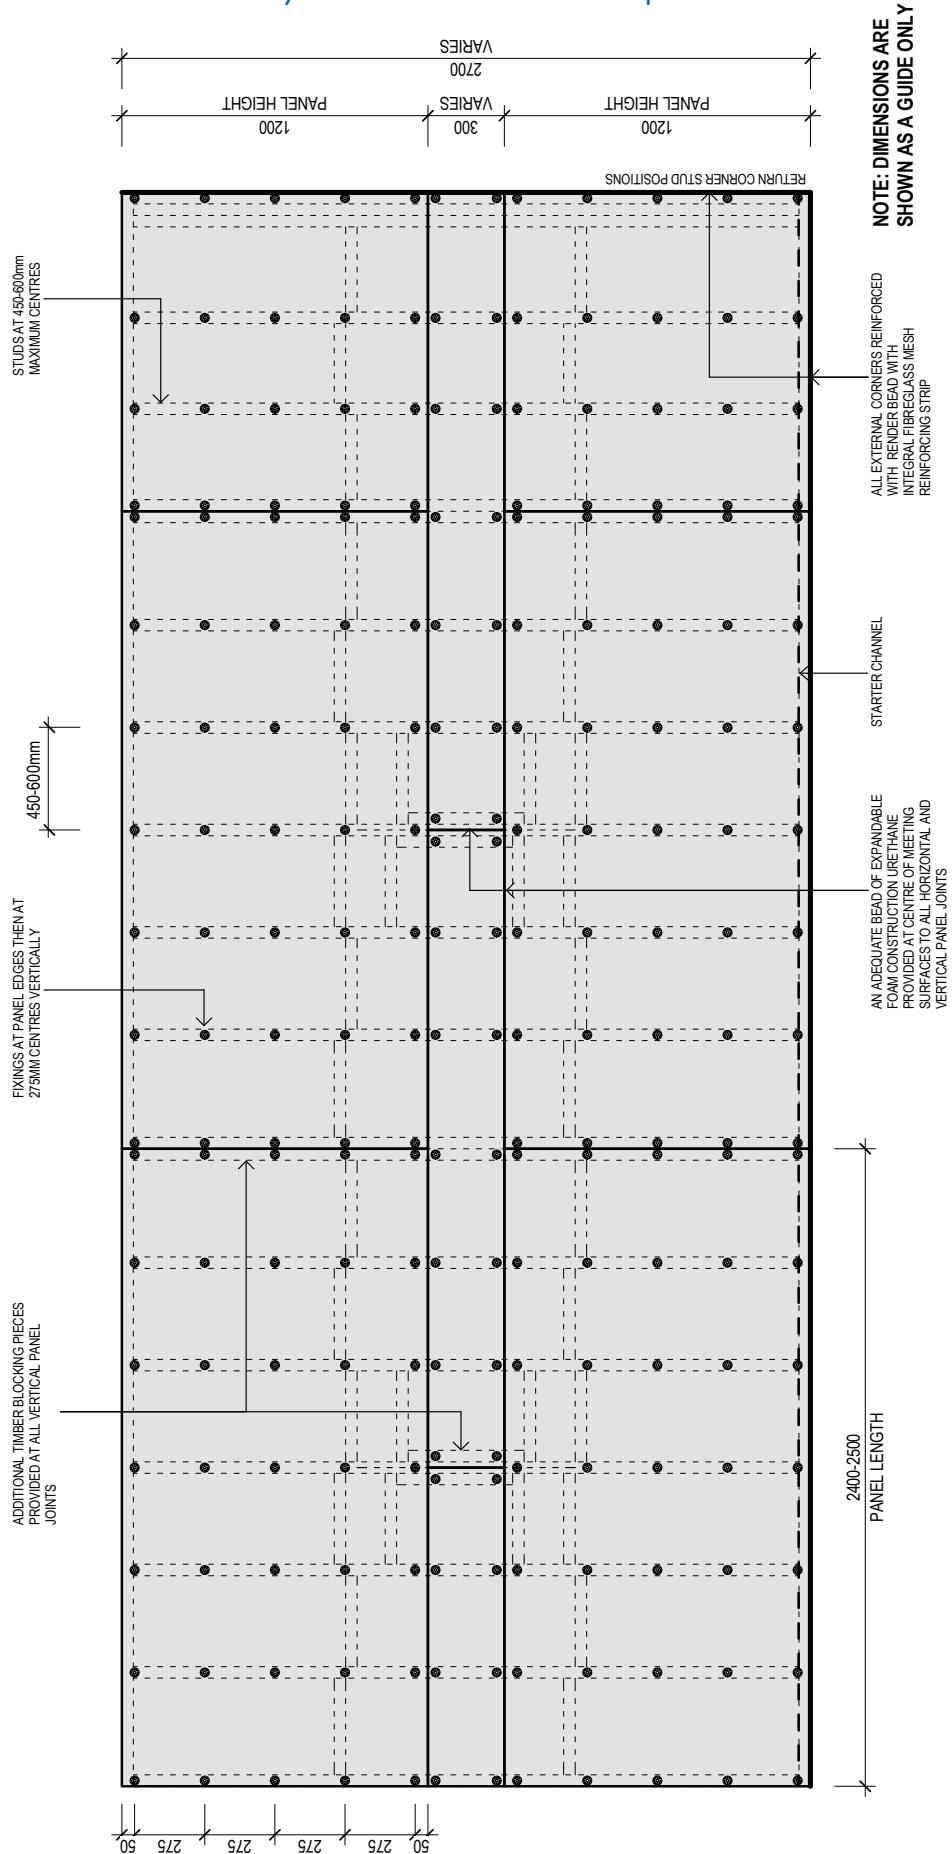 STUDS AT 450-600mm
MAXIMUM CENTRES
450-600mm
FIXINGS AT PANEL EDGES THEN AT
275MM CENTRES VERTICALLY
ADDITIONAL TIMBER BLOCKING PIECES
PROVIDED AT ALL VERTICAL PANEL
JOINTS
50
275
275
275
275
50
2700
VARIES
1200
PANEL HEIGHT
300
VARIES
1200
PANEL HEIGHT
RETURN CORNER STUD POSITIONS
NOTE: DIMENSIONS ARE
SHOWN AS A GUIDE ONLY
ALL EXTERNAL CORNERS REINFORCED
WITH RENDER BEAD WITH
INTEGRAL FIBREGLASS MESH
REINFORCING STRIP
STARTER CHANNEL
AN ADEQUATE BEAD OF EXPANDABLE
FOAM CONSTRUCTION URETHANE
PROVIDED AT CENTRE OF MEETING
SURFACES TO ALL HORIZONTAL AND
VERTICAL PANEL JOINTS
2400-2500
PANEL LENGTH